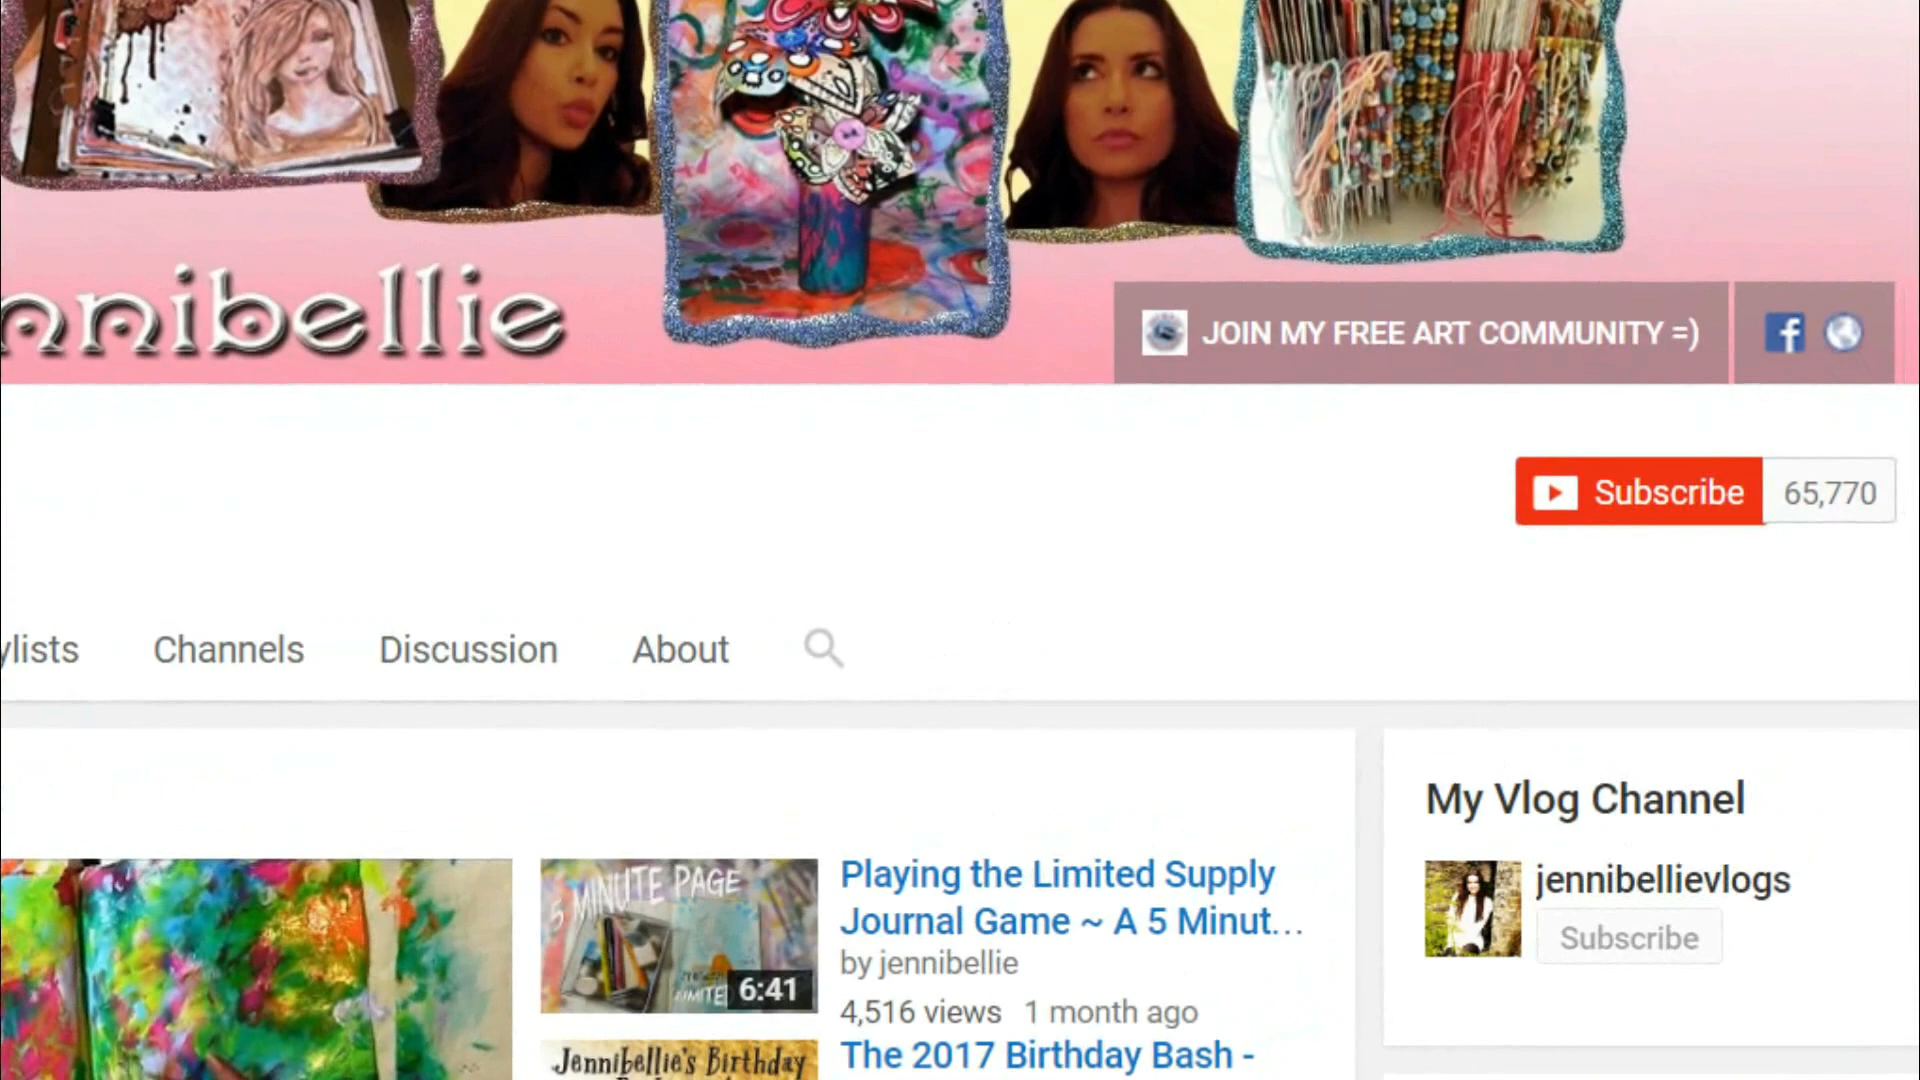 nnibellie
JOIN MY FREE ART COMMUNITY =)
Subscribe 65,770
ylists Channels Discussion About
My Vlog Channel
jennibellievlogs
Subscribe
5 MINUTE PAGE
6:41
Playing the Limited Supply
Journal Game ~ A 5 Minut...
by jennibellie
4,516 views 1 month ago
Jennibellie's Birthday
The 2017 Birthday Bash -